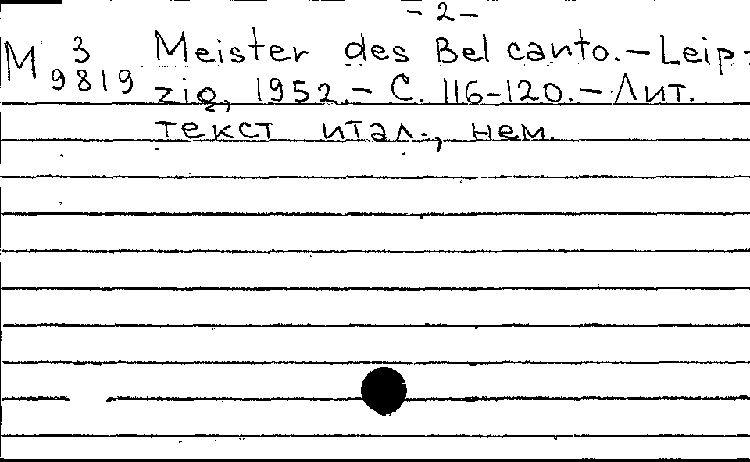 - 2 -
М 3 Meister des Bel canto. - Leip-
9819 zig, 1952. - С. 116-120. - Лит.
текст итал., нем.